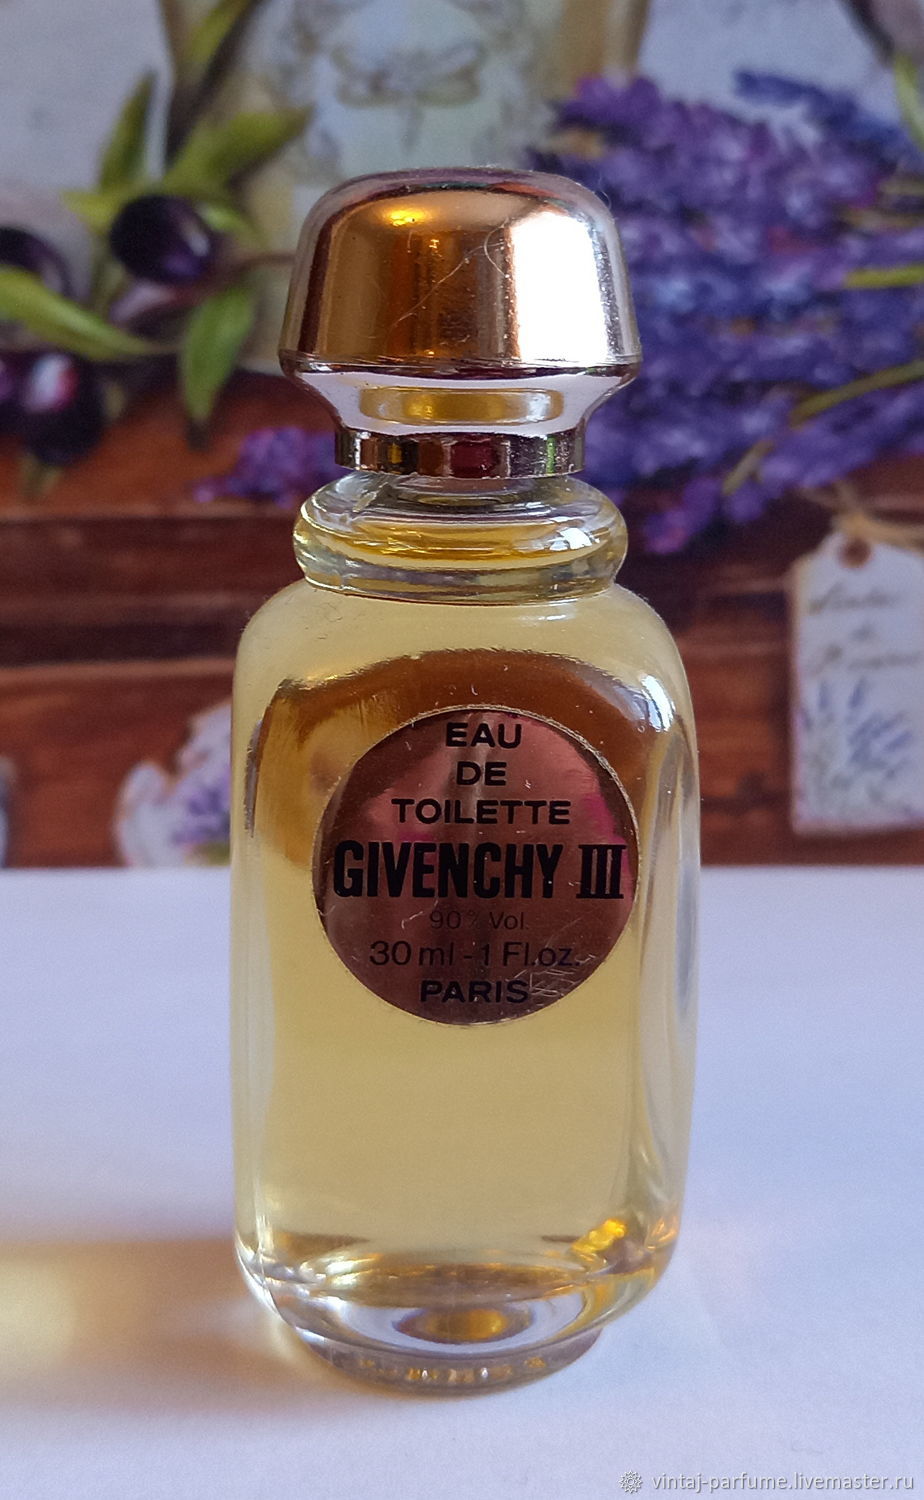 EAU
DE
TOILETTE
GIVENCHY III
90% Vol.
30 ml - 1 Fl.oz.
PARIS
vintaj-parfume.livemaster.ru